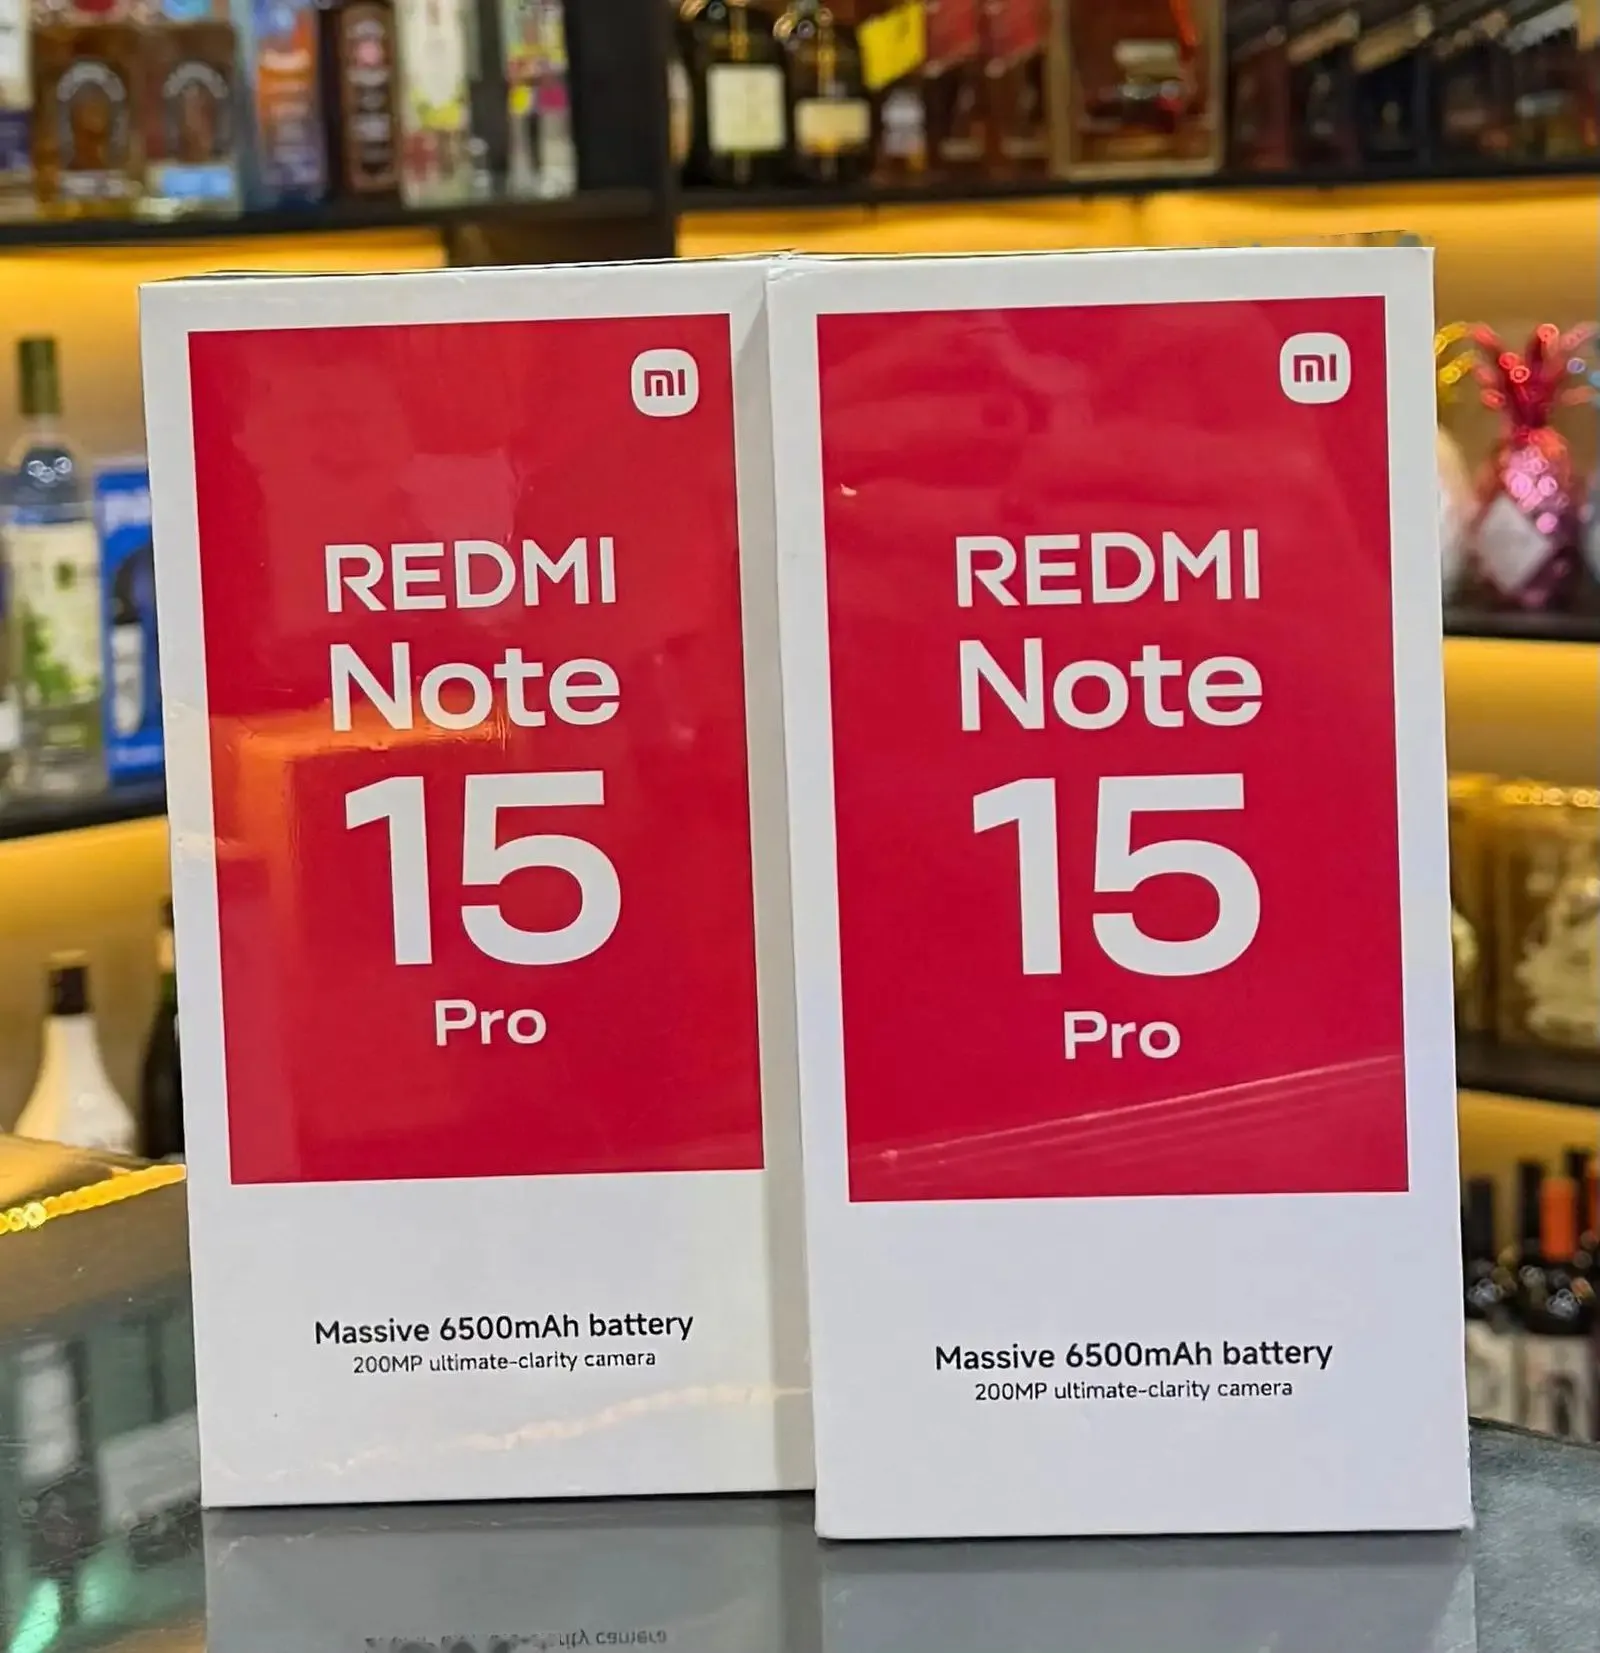 mi
REDMI
Note
15
Pro
Massive 6500mAh battery
200MP ultimate-clarity camera
mi
REDMI
Note
15
Pro
Massive 6500mAh battery
200MP ultimate-clarity camera